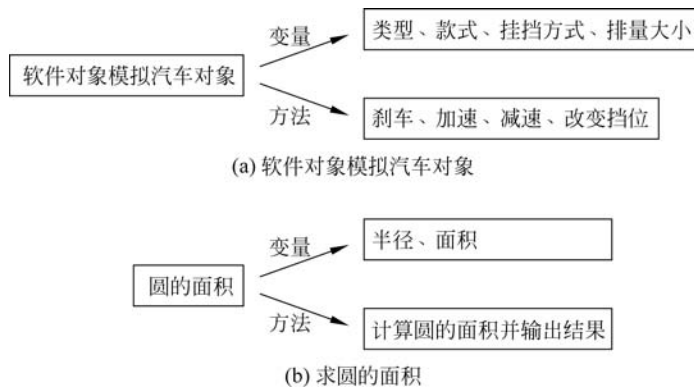 变量
类型、款式、挂挡方式、排量大小
软件对象模拟汽车对象
方法
刹车、加速、减速、改变挡位
(a) 软件对象模拟汽车对象
变量
半径、面积
圆的面积
方法
计算圆的面积并输出结果
(b) 求圆的面积